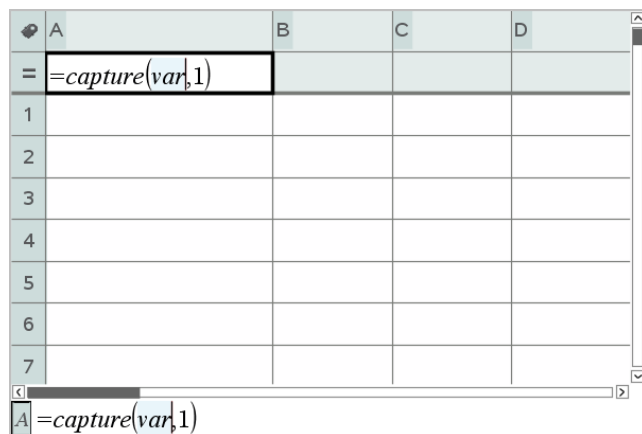 A B C D
= =capture(var,1)
1
2
3
4
5
6
7
A =capture(var,1)